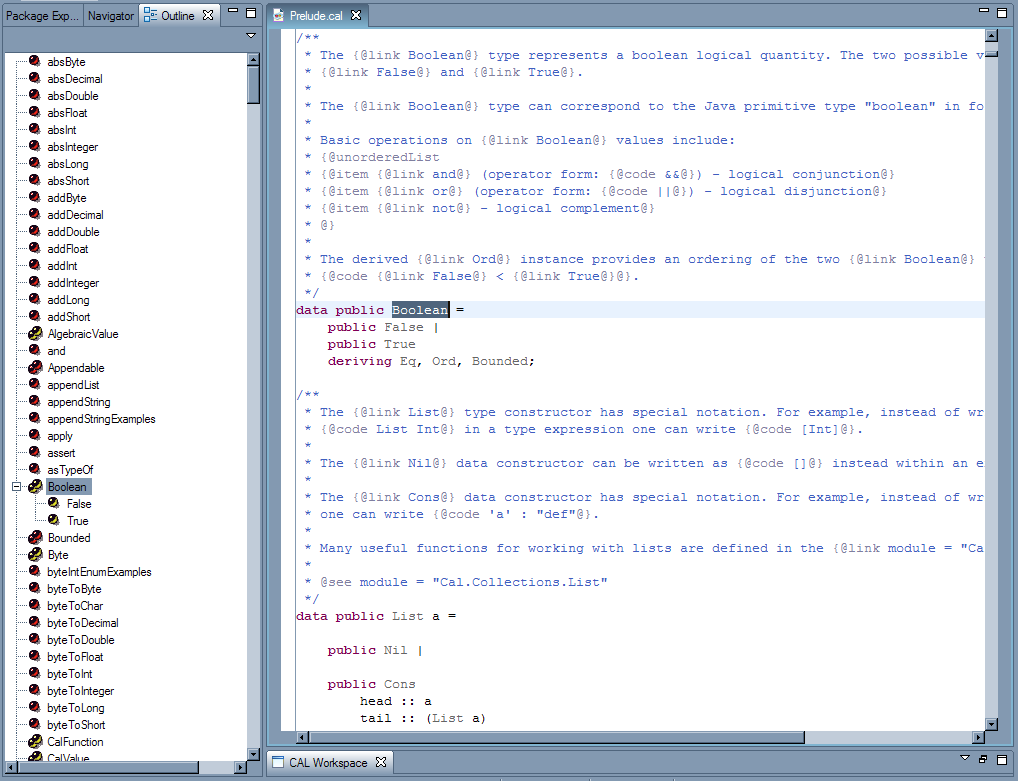 Package Exp... Navigator Outline
absByte
absDecimal
absDouble
absFloat
absInt
absInteger
absLong
absShort
addByte
addDecimal
addDouble
addFloat
addInt
addInteger
addLong
addShort
AlgebraicValue
and
Appendable
appendList
appendString
appendStringExamples
apply
assert
asTypeOf
Boolean
False
True
Bounded
Byte
byteIntEnumExamples
byteToByte
byteToChar
byteToDecimal
byteToDouble
byteToFloat
byteToInt
byteToInteger
byteToLong
byteToShort
CalFunction
CalValue
Prelude.cal
/**
 * The {@link Boolean@} type represents a boolean logical quantity. The two possible v
 * {@link False@} and {@link True@}.
 *
 * The {@link Boolean@} type can correspond to the Java primitive type "boolean" in fo
 *
 * Basic operations on {@link Boolean@} values include:
 * {@unorderedList
 * {@item {@link and@} (operator form: {@code &&@}) - logical conjunction@}
 * {@item {@link or@} (operator form: {@code ||@}) - logical disjunction@}
 * {@item {@link not@} - logical complement@}
 * @}
 *
 * The derived {@link Ord@} instance provides an ordering of the two {@link Boolean@}
 * {@code {@link False@} < {@link True@}@}.
 */
data public Boolean =
    public False |
    public True
    deriving Eq, Ord, Bounded;
/**
 * The {@link List@} type constructor has special notation. For example, instead of wr
 * {@code List Int@} in a type expression one can write {@code [Int]@}.
 *
 * The {@link Nil@} data constructor can be written as {@code []@} instead within an e
 *
 * The {@link Cons@} data constructor has special notation. For example, instead of wr
 * one can write {@code 'a' : "def"@}.
 *
 * Many useful functions for working with lists are defined in the {@link module = "Ca
 *
 * @see module = "Cal.Collections.List"
 */
data public List a =
    public Nil |
    public Cons
        head :: a
        tail :: (List a)
CAL Workspace